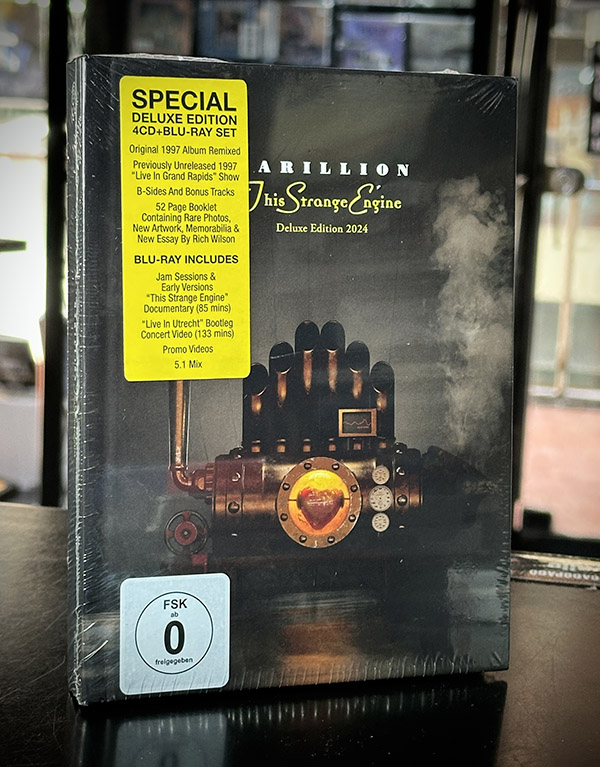 SPECIAL
DELUXE EDITION
4CD+BLU-RAY SET
Original 1997 Album Remixed
Previously Unreleased 1997
"Live In Grand Rapids" Show
B-Sides And Bonus Tracks
52 Page Booklet
Containing Rare Photos,
New Artwork, Memorabilia &
New Essay By Rich Wilson
BLU-RAY INCLUDES
Jam Sessions &
Early Versions
"This Strange Engine"
Documentary (85 mins)
"Live In Utrecht" Bootleg
Concert Video (133 mins)
Promo Videos
5.1 Mix
ARILLION
This Strange Engine
Deluxe Edition 2024
FSK
ab
0
freigegeben